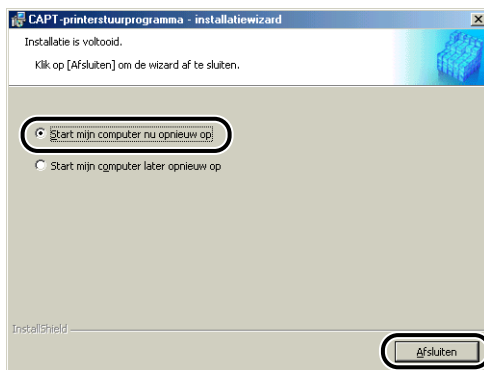 CAPT-printerstuurprogramma - installatiewizard
Installatie is voltooid.
Klik op [Afsluiten] om de wizard af te sluiten.
Start mijn computer nu opnieuw op
Start mijn computer later opnieuw op
InstallShield
Afsluiten